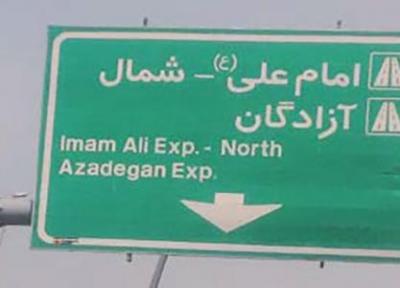 امام علی (ع) – شمال
آزادگان
Imam Ali Exp. - North
Azadegan Exp.